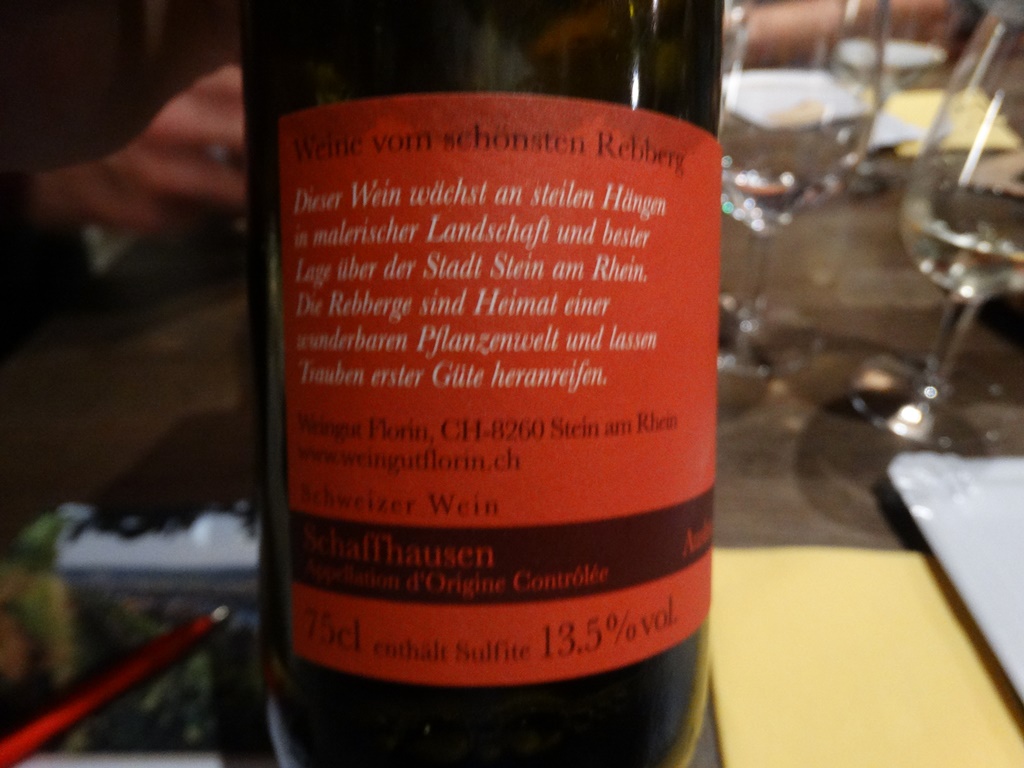 Weine vom schönsten Rebberg
Dieser Wein wächst an steilen Hängen
in malerischer Landschaft und bester
Lage über der Stadt Stein am Rhein.
Die Rebberge sind Heimat einer
wunderbaren Pflanzenwelt und lassen
Trauben erster Güte heranreifen.
Weingut Florin, CH-8260 Stein am Rhein
www.weingutflorin.ch
Schweizer Wein
Schaffhausen
Appellation d'Origine Contrôlée
75cl enthält Sulfite 13.5%vol.